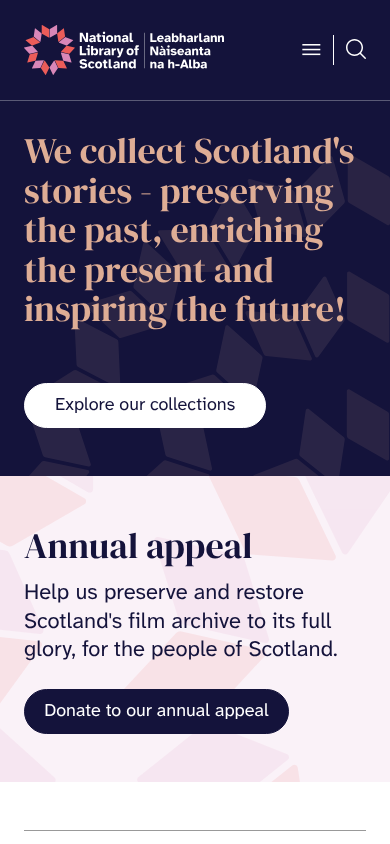 National
Library of
Scotland
Leabharlann
Nàiseanta
na h-Alba
We collect Scotland's
stories - preserving
the past, enriching
the present and
inspiring the future!
Explore our collections
Annual appeal
Help us preserve and restore
Scotland's film archive to its full
glory, for the people of Scotland.
Donate to our annual appeal